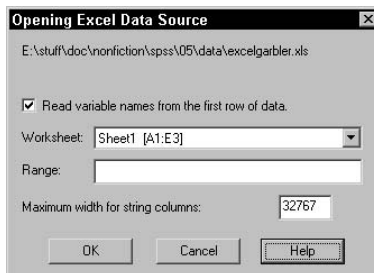 Opening Excel Data Source
E:\stuff\doc\nonfiction\spss\05\data\excelgarbler.xls
Read variable names from the first row of data.
Worksheet: Sheet1 [A1:E3]
Range:
Maximum width for string columns: 32767
OK Cancel Help